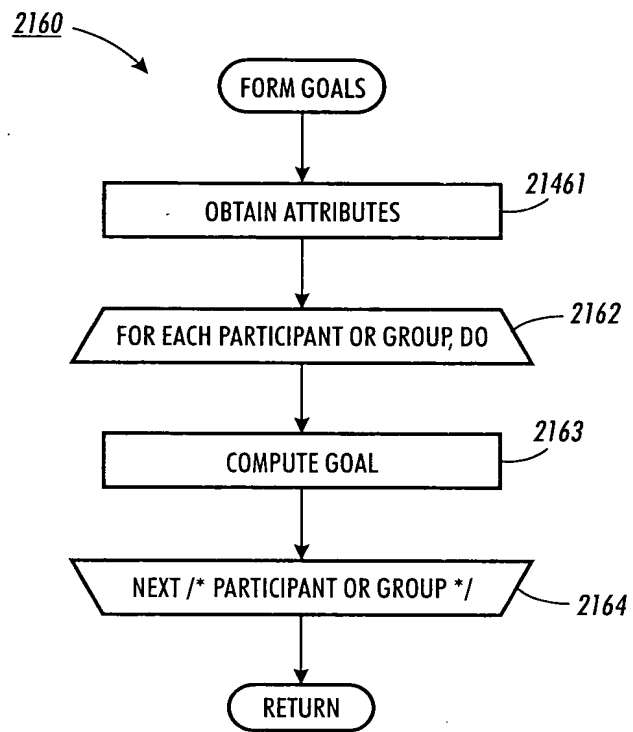 2160
FORM GOALS
OBTAIN ATTRIBUTES
21461
FOR EACH PARTICIPANT OR GROUP, DO
2162
COMPUTE GOAL
2163
NEXT /* PARTICIPANT OR GROUP */
2164
RETURN